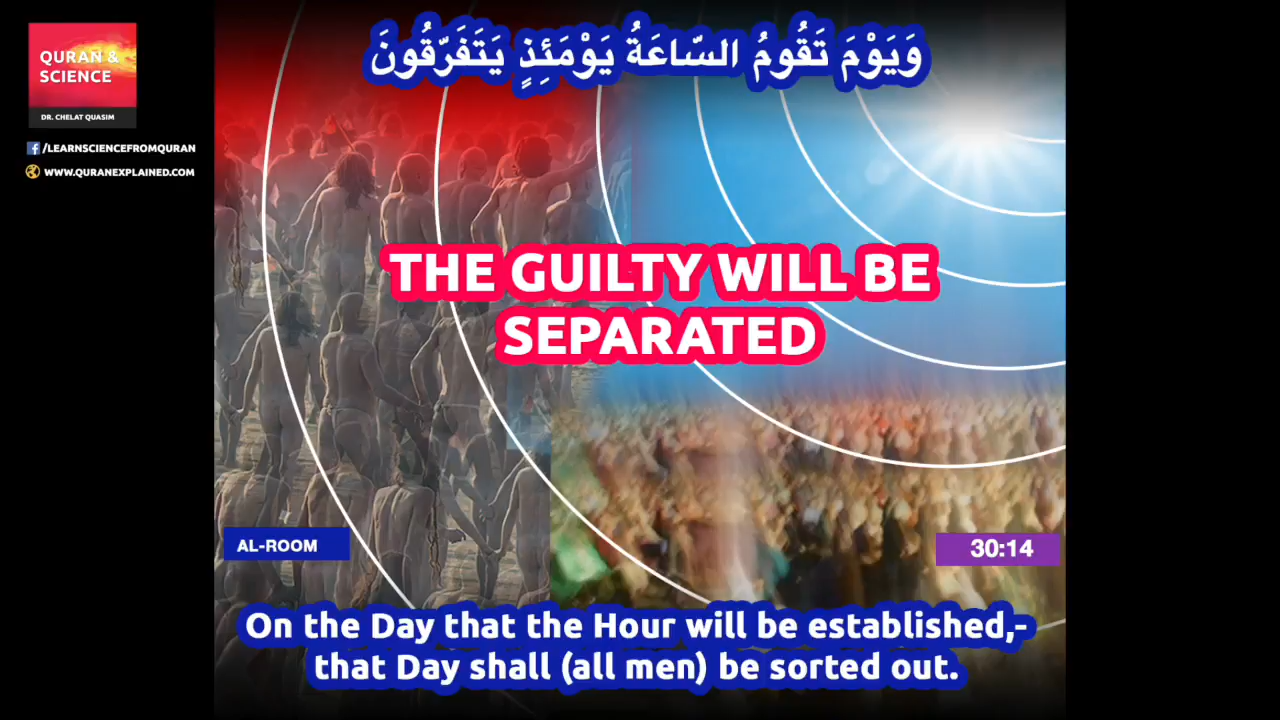 QURAN &
SCIENCE
DR. CHELAT QUASIM
/LEARNSCIENCEFROMQURAN
WWW.QURANEXPLAINED.COM
وَيَوْمَ تَقُومُ السّاعَةُ يَوْمَئِذٍ يَتَفَرّقُونَ
THE GUILTY WILL BE
SEPARATED
AL-ROOM
30:14
On the Day that the Hour will be established,-
that Day shall (all men) be sorted out.